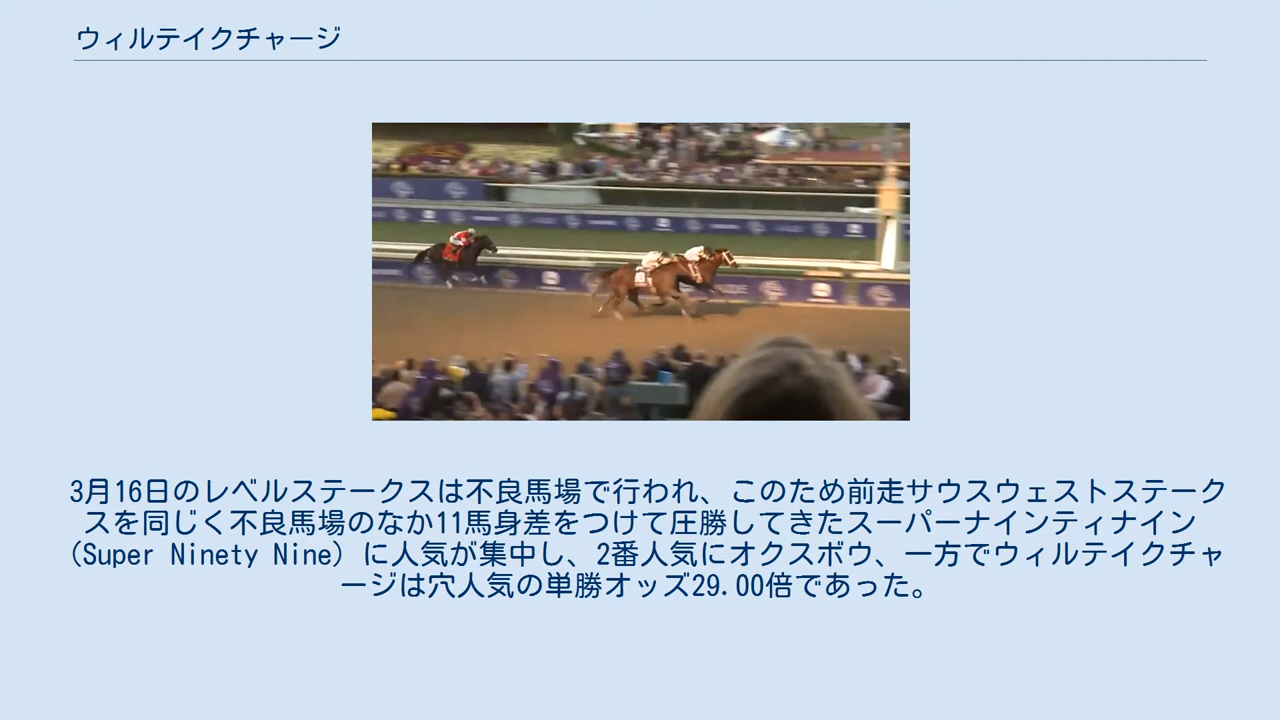 ウィルテイクチャージ
3月16日のレベルステークスは不良馬場で行われ、このため前走サウスウェストステーク
スを同じく不良馬場のなか11馬身差をつけて圧勝してきたスーパーナインティナイン
(Super Ninety Nine) に人気が集中し、2番人気にオクスボウ、一方でウィルテイクチャ
ージは穴人気の単勝オッズ29.00倍であった。